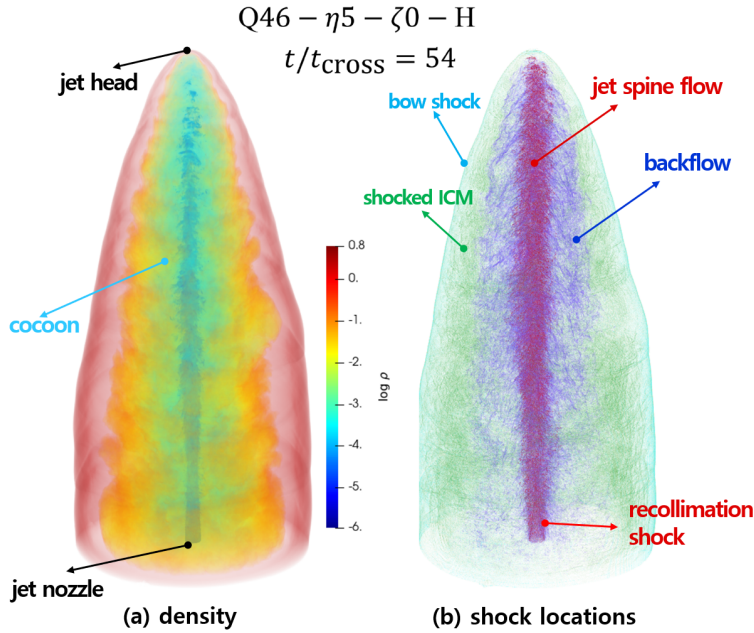 Q46 − η5 − ζ0 − H
t/t_cross = 54
jet head
cocoon
jet nozzle
0.8
0.
-1.
-2.
-3.
-4.
-5.
-6.
log ρ
(a) density
bow shock
jet spine flow
shocked ICM
backflow
recollimation
shock
(b) shock locations